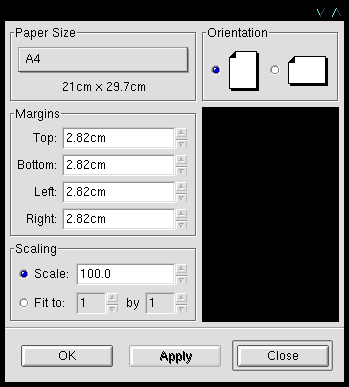 Paper Size
Orientation
A4
21cm × 29.7cm
Margins
Top: 2.82cm
Bottom: 2.82cm
Left: 2.82cm
Right: 2.82cm
Scaling
Scale: 100.0
Fit to: 1 by 1
OK Apply Close